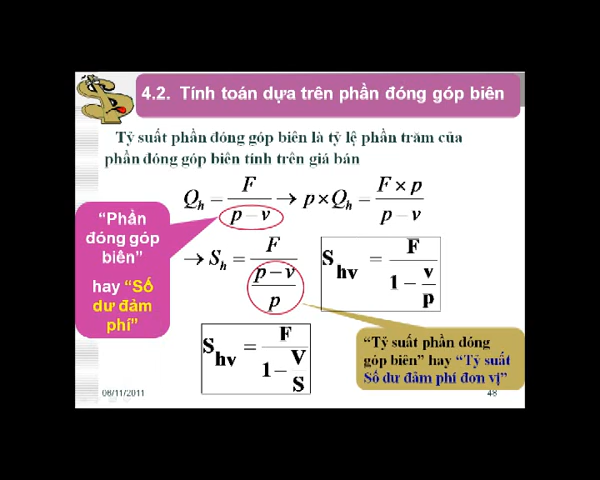 4.2. Tính toán dựa trên phần đóng góp biên
Tỷ suất phần đóng góp biên là tỷ lệ phần trăm của
phần đóng góp biên tính trên giá bán
Q_h = F / (p − v) → p × Q_h = (F × p) / (p − v)
“Phần
đóng góp
biên”
hay “Số
dư đảm
phí”
→ S_h = F / ((p − v) / p)
S_hv = F / (1 − v/p)
S_hv = F / (1 − V/S)
“Tỷ suất phần đóng
góp biên” hay “Tỷ suất
Số dư đảm phí đơn vị”
06/11/2011
48